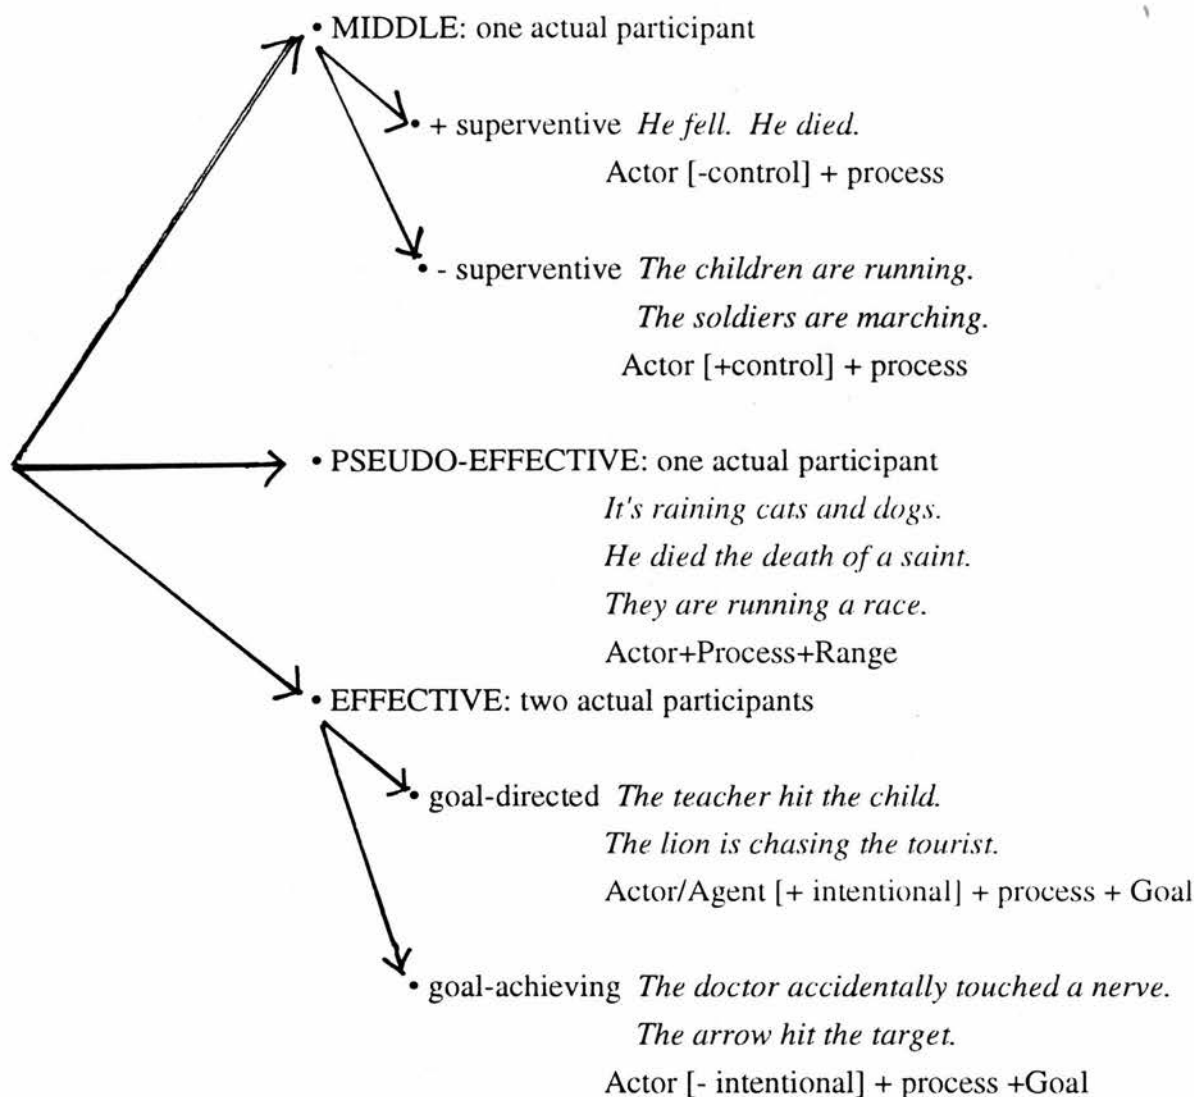 • MIDDLE: one actual participant
• + superventive He fell. He died.
Actor [-control] + process
• - superventive The children are running.
The soldiers are marching.
Actor [+control] + process
• PSEUDO-EFFECTIVE: one actual participant
It's raining cats and dogs.
He died the death of a saint.
They are running a race.
Actor+Process+Range
• EFFECTIVE: two actual participants
• goal-directed The teacher hit the child.
The lion is chasing the tourist.
Actor/Agent [+ intentional] + process + Goal
• goal-achieving The doctor accidentally touched a nerve.
The arrow hit the target.
Actor [- intentional] + process +Goal